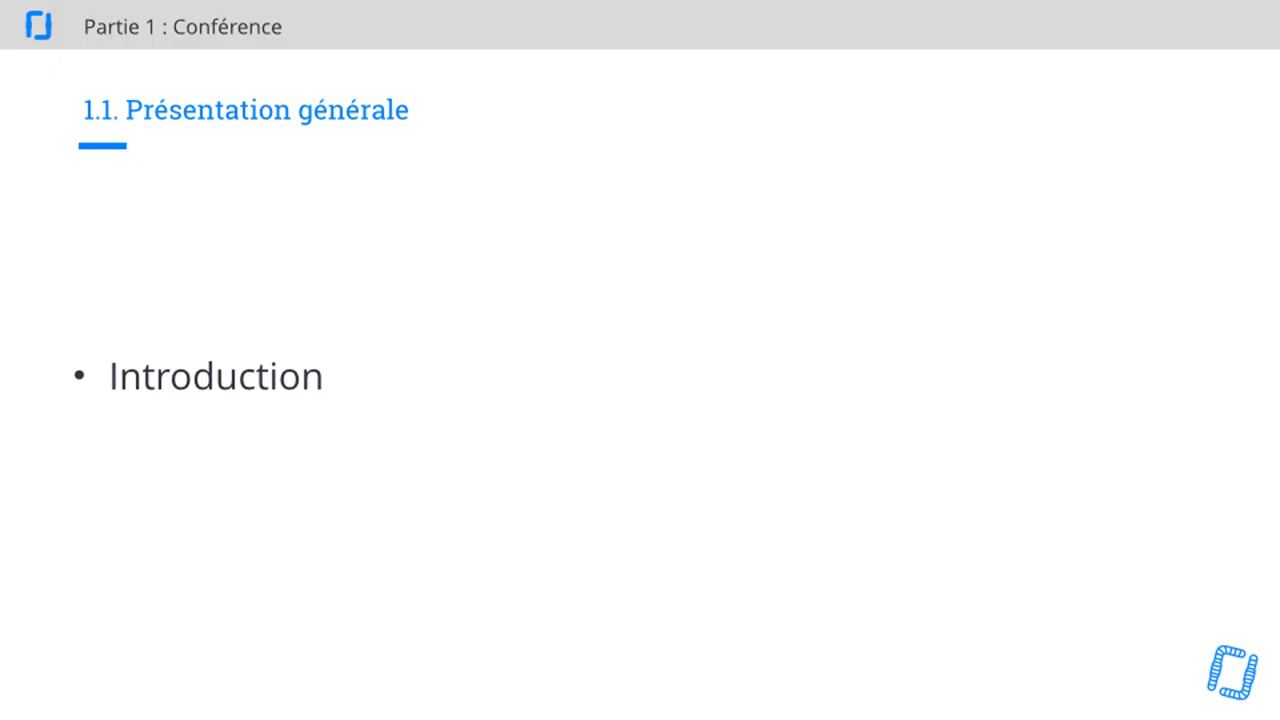 Partie 1 : Conférence
1.1. Présentation générale
• Introduction